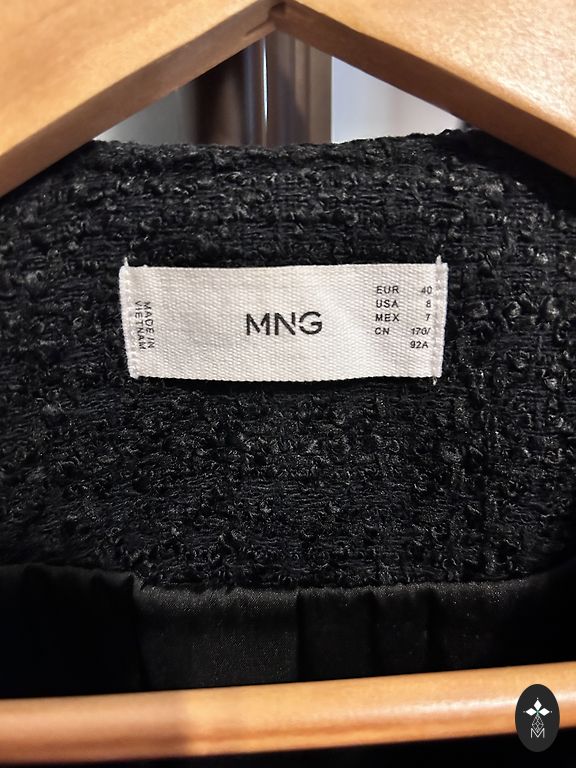 MADE IN
VIETNAM
MNG
EUR 40
USA 8
MEX 7
CN 170/
92A
M